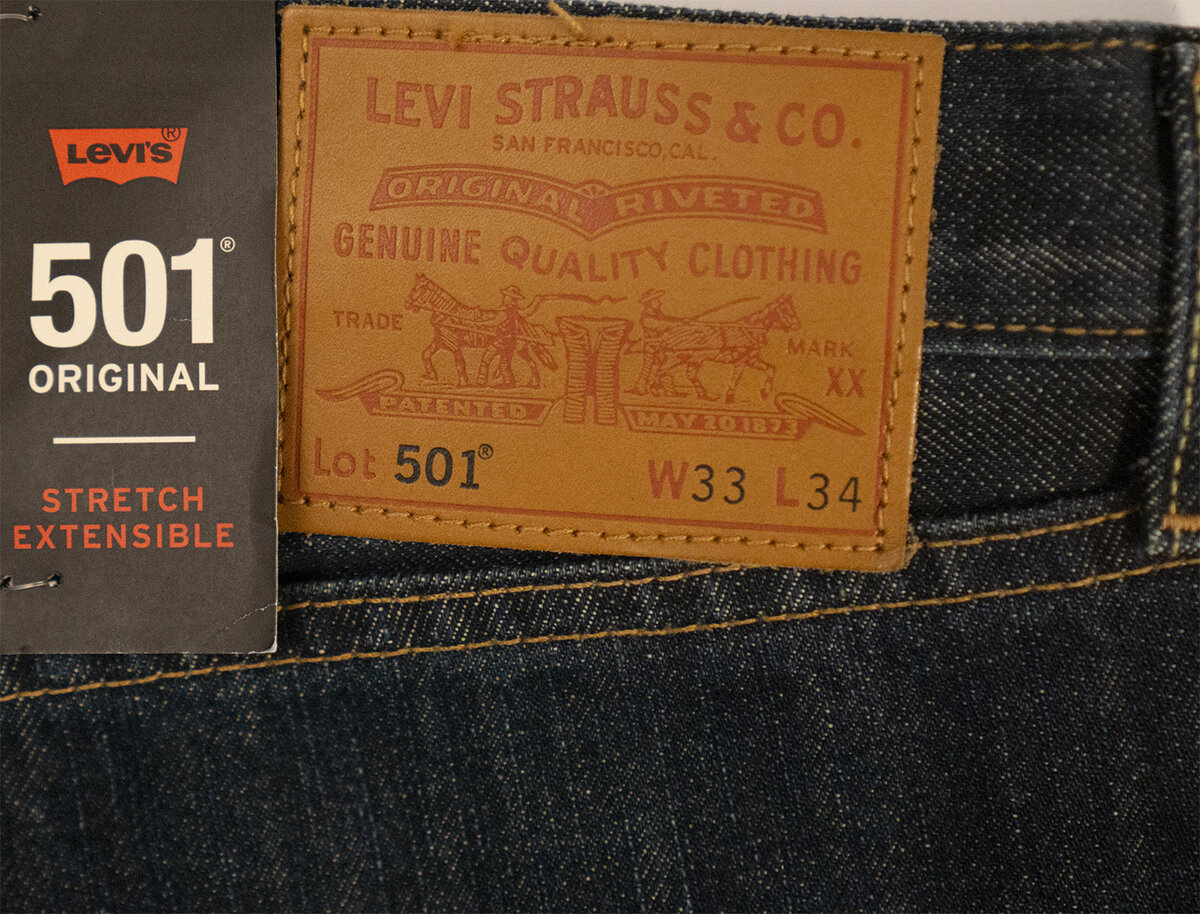 LEVI'S®
501®
ORIGINAL
STRETCH
EXTENSIBLE
LEVI STRAUSS & CO.
SAN FRANCISCO, CAL.
ORIGINAL RIVETED
GENUINE QUALITY CLOTHING
TRADE MARK
XX
PATENTED MAY 20 1873
Lot 501® W33 L34